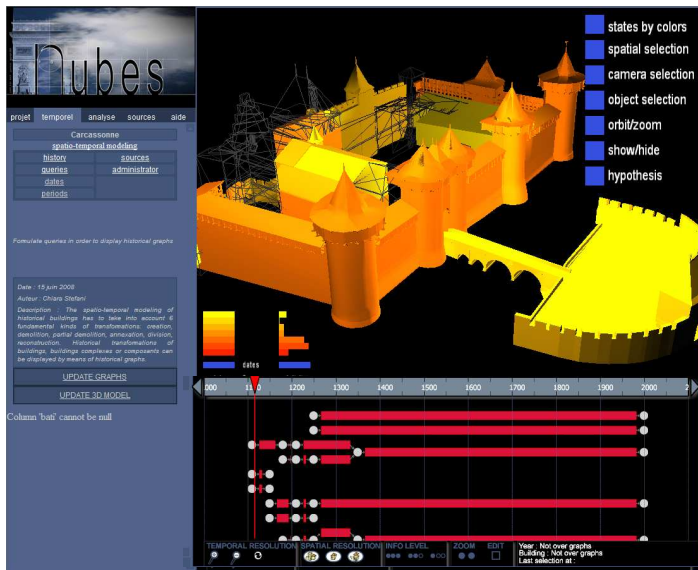 nubes
projet temporel analyse sources aide
Carcassonne
spatio-temporal modeling
history sources
queries administrator
dates
periods
Formulate queries in order to display historical graphs
Date : 15 juin 2008
Auteur : Chiara Stefani
Description : The spatio-temporal modeling of
historical buildings has to take into account 6
fundamental kinds of transformations: creation,
demolition, partial demolition, annexation, division,
reconstruction. Historical transformations of
buildings, buildings complexes or components can
be displayed by means of historical graphs.
UPDATE GRAPHS
UPDATE 3D MODEL
Column 'bati' cannot be null
states by colors
spatial selection
camera selection
object selection
orbit/zoom
show/hide
hypothesis
dates
000 1200 1300 1400 1500 1600 1700 1800 1900 2000
TEMPORAL RESOLUTION SPATIAL RESOLUTION INFO LEVEL ZOOM EDIT
Year : Not over graphs
Building : Not over graphs
Last selection at :